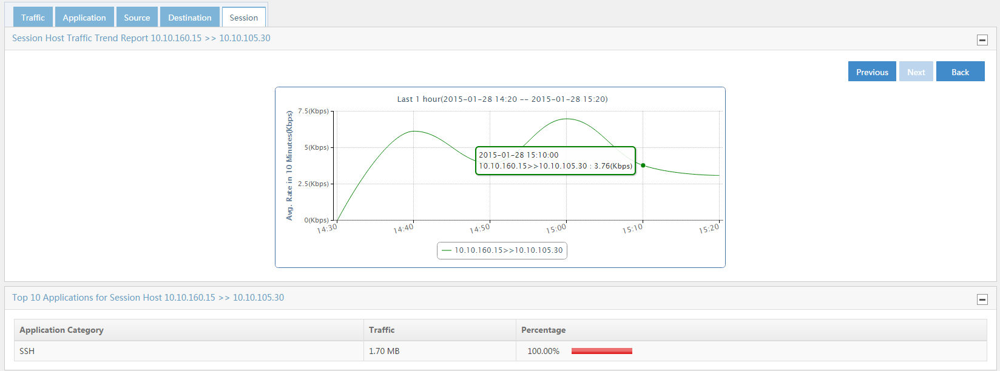 Traffic Application Source Destination Session
Session Host Traffic Trend Report 10.10.160.15 >> 10.10.105.30
Previous Next Back
Last 1 hour(2015-01-28 14:20 -- 2015-01-28 15:20)
Avg. Rate in 10 Minutes(Kbps)
7.5(Kbps)
5(Kbps)
2.5(Kbps)
0(Kbps)
2015-01-28 15:10:00
10.10.160.15>>10.10.105.30 : 3.76(Kbps)
14:30 14:40 14:50 15:00 15:10 15:20
10.10.160.15>>10.10.105.30
Top 10 Applications for Session Host 10.10.160.15 >> 10.10.105.30
Application Category Traffic Percentage
SSH 1.70 MB 100.00%